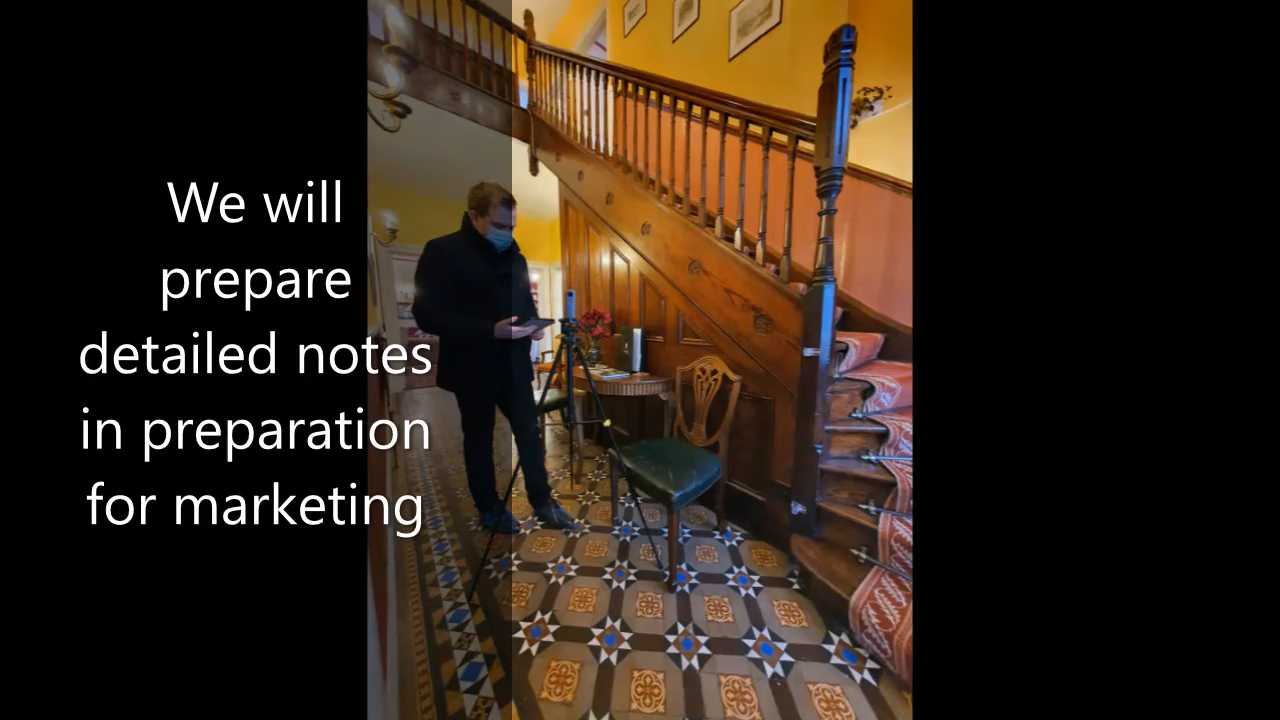 We will
prepare
detailed notes
in preparation
for marketing